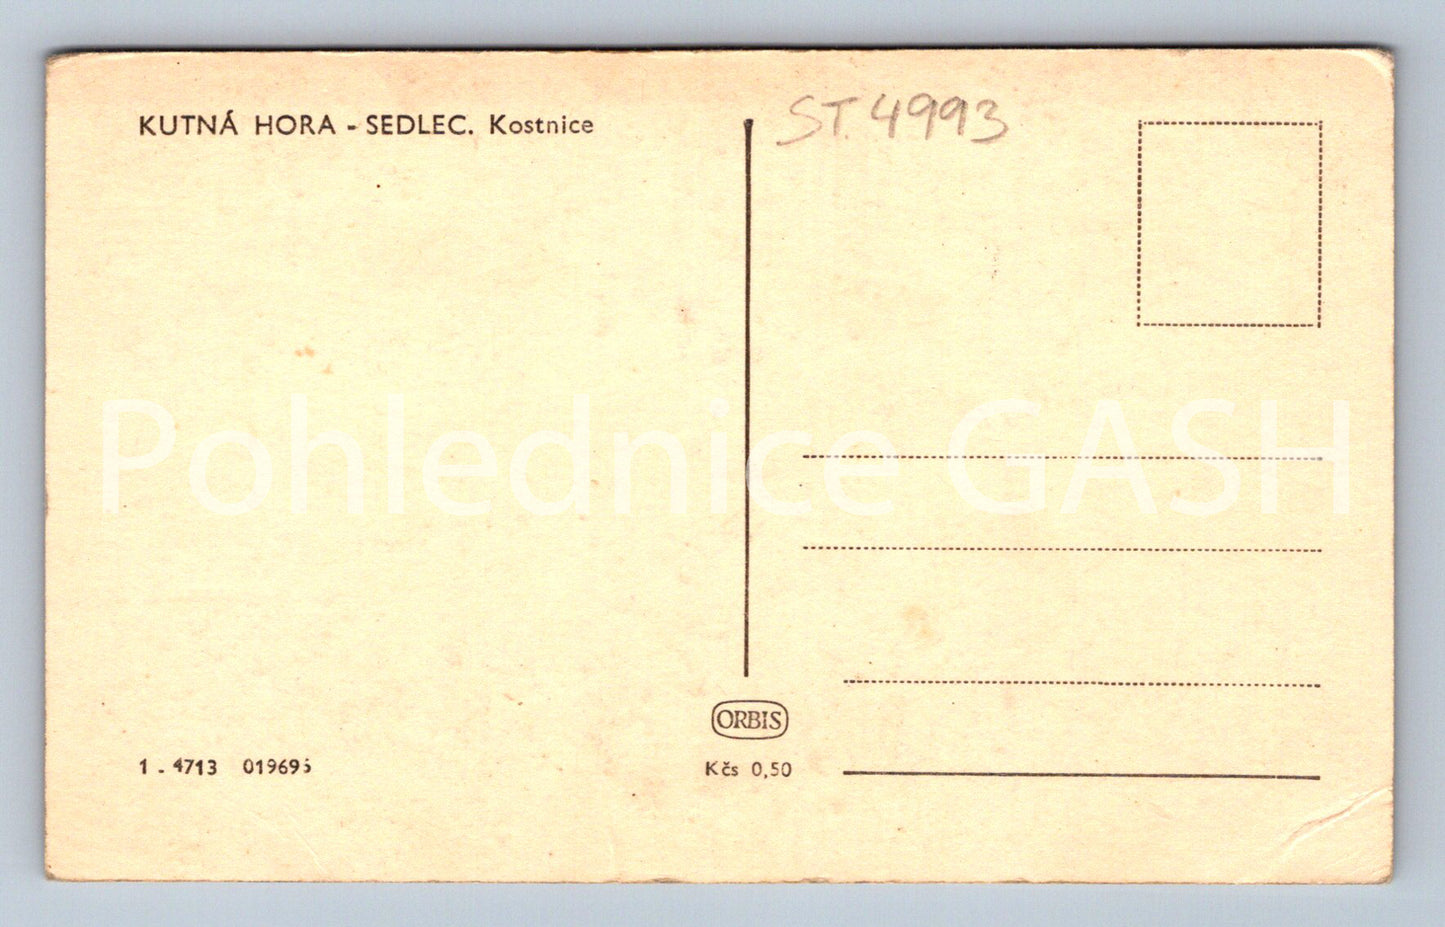 KUTNÁ HORA - SEDLEC. Kostnice
ST. 4993
Pohlednice GASH
ORBIS
1 - 4713 019695
Kčs 0,50